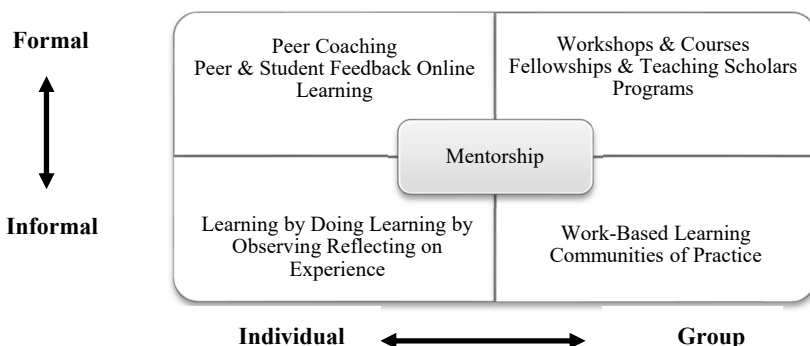 Formal
Peer Coaching
Peer & Student Feedback Online
Learning
Workshops & Courses
Fellowships & Teaching Scholars
Programs
Mentorship
Informal
Learning by Doing Learning by
Observing Reflecting on
Experience
Work-Based Learning
Communities of Practice
Individual
Group